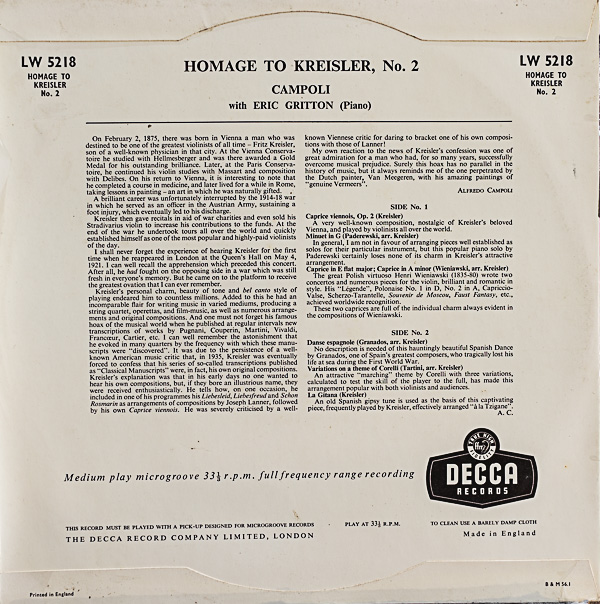 LW 5218
HOMAGE TO
KREISLER
No. 2
HOMAGE TO KREISLER, No. 2
CAMPOLI
with ERIC GRITTON (Piano)
LW 5218
HOMAGE TO
KREISLER
No. 2
On February 2, 1875, there was born in Vienna a man who was
destined to be one of the greatest violinists of all time – Fritz Kreisler,
son of a well-known physician in that city. At the Vienna Conserva-
toire he studied with Hellmesberger and was there awarded a Gold
Medal for his outstanding brilliance. Later, at the Paris Conserva-
toire, he continued his violin studies with Massart and composition
with Delibes. On his return to Vienna, it is interesting to note that
he completed a course in medicine, and later lived for a while in Rome,
taking lessons in painting – an art in which he was naturally gifted.
A brilliant career was unfortunately interrupted by the 1914-18 war
in which he served as an officer in the Austrian Army, sustaining a
foot injury, which eventually led to his discharge.
Kreisler then gave recitals in aid of war charities and even sold his
Stradivarius violin to increase his contributions to the funds. At the
end of the war he undertook tours all over the world and quickly
established himself as one of the most popular and highly-paid violinists
of the day.
I shall never forget the experience of hearing Kreisler for the first
time when he reappeared in London at the Queen's Hall on May 4,
1921. I can well recall the apprehension which preceded this concert.
After all, he had fought on the opposing side in a war which was still
fresh in everyone's memory. But he came on to the platform to receive
the greatest ovation that I can ever remember.
Kreisler's personal charm, beauty of tone and bel canto style of
playing endeared him to countless millions. Added to this he had an
incomparable flair for writing music in varied mediums, producing a
string quartet, operettas, and film-music, as well as numerous arrange-
ments and original compositions. And one must not forget his famous
hoax of the musical world when he published at regular intervals new
transcriptions of works by Pugnani, Couperin, Martini, Vivaldi,
Francœur, Cartier, etc. I can well remember the astonishment that
he evoked in many quarters by the frequency with which these manu-
scripts were "discovered". It was due to the persistence of a well-
known American music critic that, in 1935, Kreisler was eventually
forced to confess that his series of so-called transcriptions published
as "Classical Manuscripts" were, in fact, his own original compositions.
Kreisler's explanation was that in his early days no one wanted to
hear his own compositions, but, if they bore an illustrious name, they
were received enthusiastically. He tells how, on one occasion, he
included in one of his programmes his Liebesleid, Liebesfreud and Schon
Rosmarin as arrangements of compositions by Joseph Lanner, followed
by his own Caprice viennois. He was severely criticised by a well-
known Viennese critic for daring to bracket one of his own composi-
tions with those of Lanner!
My own reaction to the news of Kreisler's confession was one of
great admiration for a man who had, for so many years, successfully
overcome musical prejudice. Surely this hoax has no parallel in the
history of music, but it always reminds me of the one perpetrated by
the Dutch painter, Van Meegeren, with his amazing paintings of
"genuine Vermeers".
ALFREDO CAMPOLI
SIDE No. 1
Caprice viennois, Op. 2 (Kreisler)
A very well-known composition, nostalgic of Kreisler's beloved
Vienna, and played by violinists all over the world.
Minuet in G (Paderewski, arr. Kreisler)
In general, I am not in favour of arranging pieces well established as
solos for their particular instrument, but this popular piano solo by
Paderewski certainly loses none of its charm in Kreisler's attractive
arrangement.
Caprice in E flat major; Caprice in A minor (Wieniawski, arr. Kreisler)
The great Polish virtuoso Henri Wieniawski (1835-80) wrote two
concertos and numerous pieces for the violin, brilliant and romantic in
style. His "Légende", Polonaise No. 1 in D, No. 2 in A, Capriccio-
Valse, Scherzo-Tarantelle, Souvenir de Moscow, Faust Fantasy, etc.,
achieved worldwide recognition.
These two caprices are full of the individual charm always evident in
the compositions of Wieniawski.
SIDE No. 2
Danse espagnole (Granados, arr. Kreisler)
No description is needed of this hauntingly beautiful Spanish Dance
by Granados, one of Spain's greatest composers, who tragically lost his
life at sea during the First World War.
Variations on a theme of Corelli (Tartini, arr. Kreisler)
An attractive "marching" theme by Corelli with three variations,
calculated to test the skill of the player to the full, has made this
arrangement popular with both violinists and audiences.
La Gitana (Kreisler)
An old Spanish gipsy tune is used as the basis of this captivating
piece, frequently played by Kreisler, effectively arranged "à la Tzigane".
A. C.
Medium play microgroove 33⅓ r.p.m. full frequency range recording
DECCA
RECORDS
THIS RECORD MUST BE PLAYED WITH A PICK-UP DESIGNED FOR MICROGROOVE RECORDS
PLAY AT 33⅓ R.P.M.
TO CLEAN USE A BARELY DAMP CLOTH
THE DECCA RECORD COMPANY LIMITED, LONDON
Made in England
Printed in England
B & M 56.1